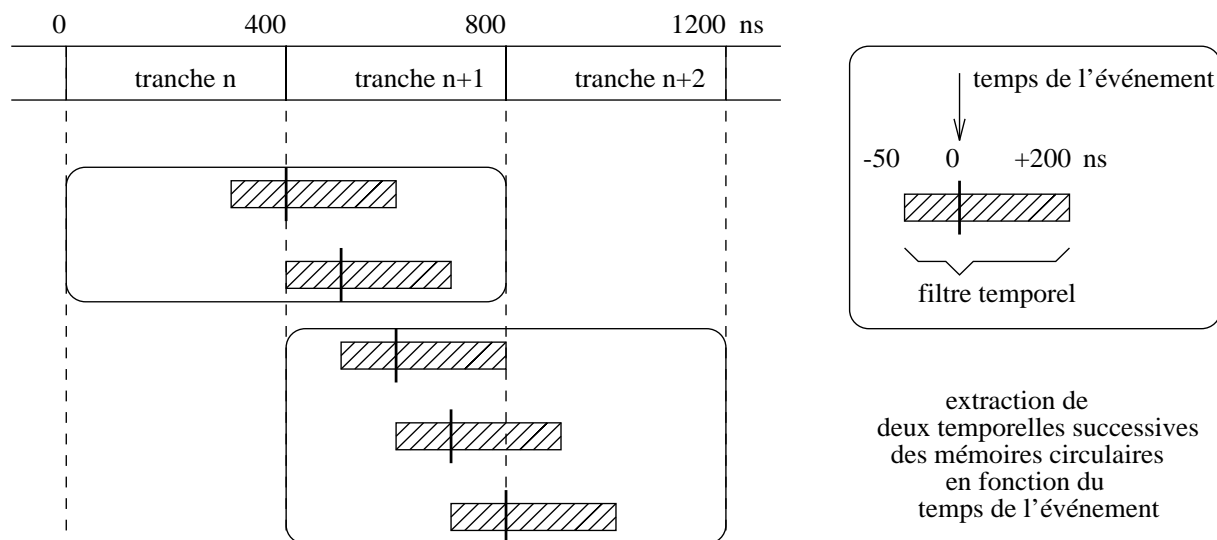 0 400 800 1200 ns
tranche n tranche n+1 tranche n+2
temps de l'événement
-50 0 +200 ns
filtre temporel
extraction de
deux temporelles successives
des mémoires circulaires
en fonction du
temps de l'événement